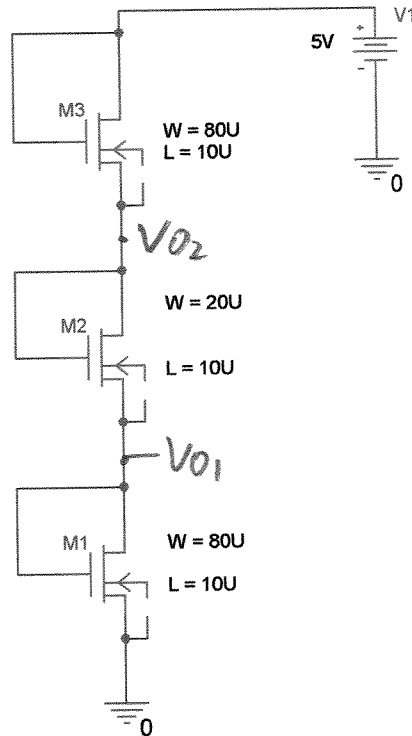 V1
5V
M3
W = 80U
L = 10U
0
VO2
M2
W = 20U
L = 10U
VO1
M1
W = 80U
L = 10U
0